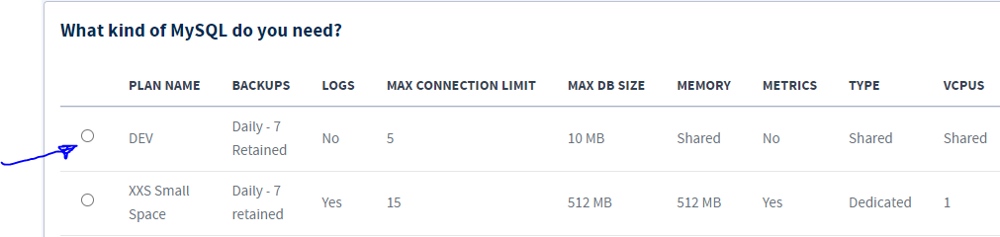 What kind of MySQL do you need?
PLAN NAME BACKUPS LOGS MAX CONNECTION LIMIT MAX DB SIZE MEMORY METRICS TYPE VCPUS
DEV Daily - 7 Retained No 5 10 MB Shared No Shared Shared
XXS Small Space Daily - 7 retained Yes 15 512 MB 512 MB Yes Dedicated 1